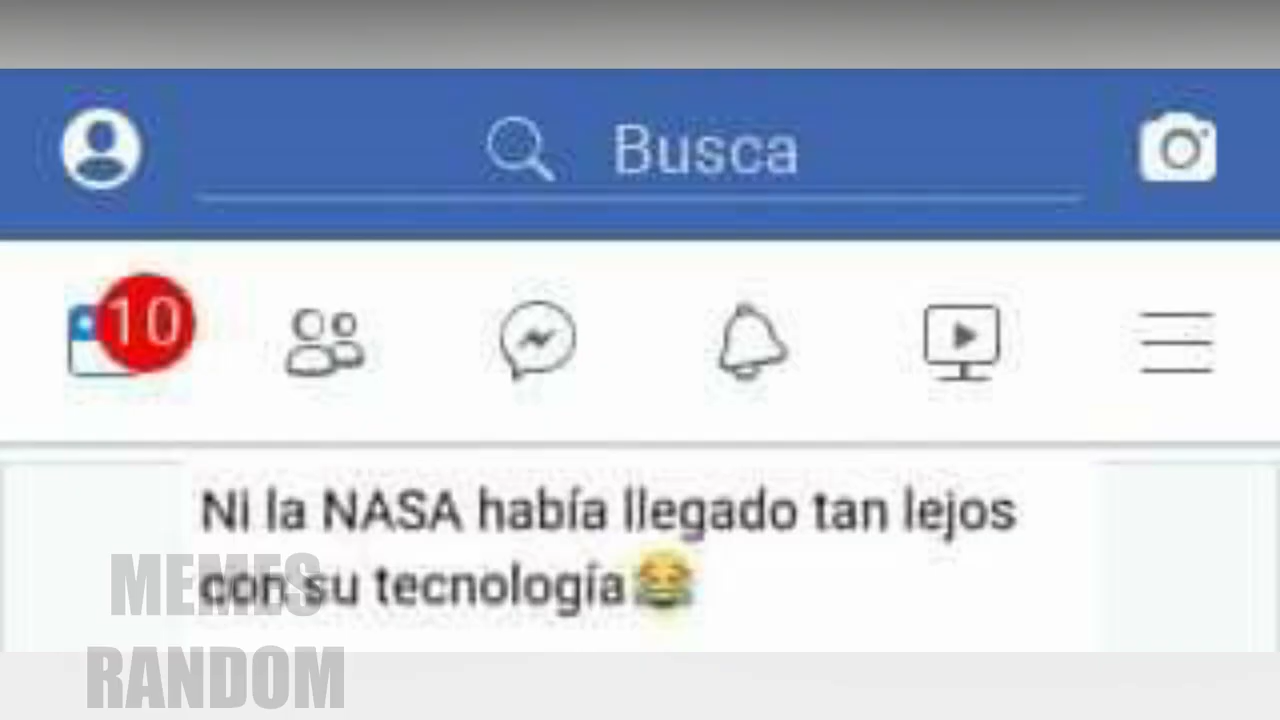 Busca
10
Ni la NASA había llegado tan lejos
con su tecnología😂
MEMES
RANDOM